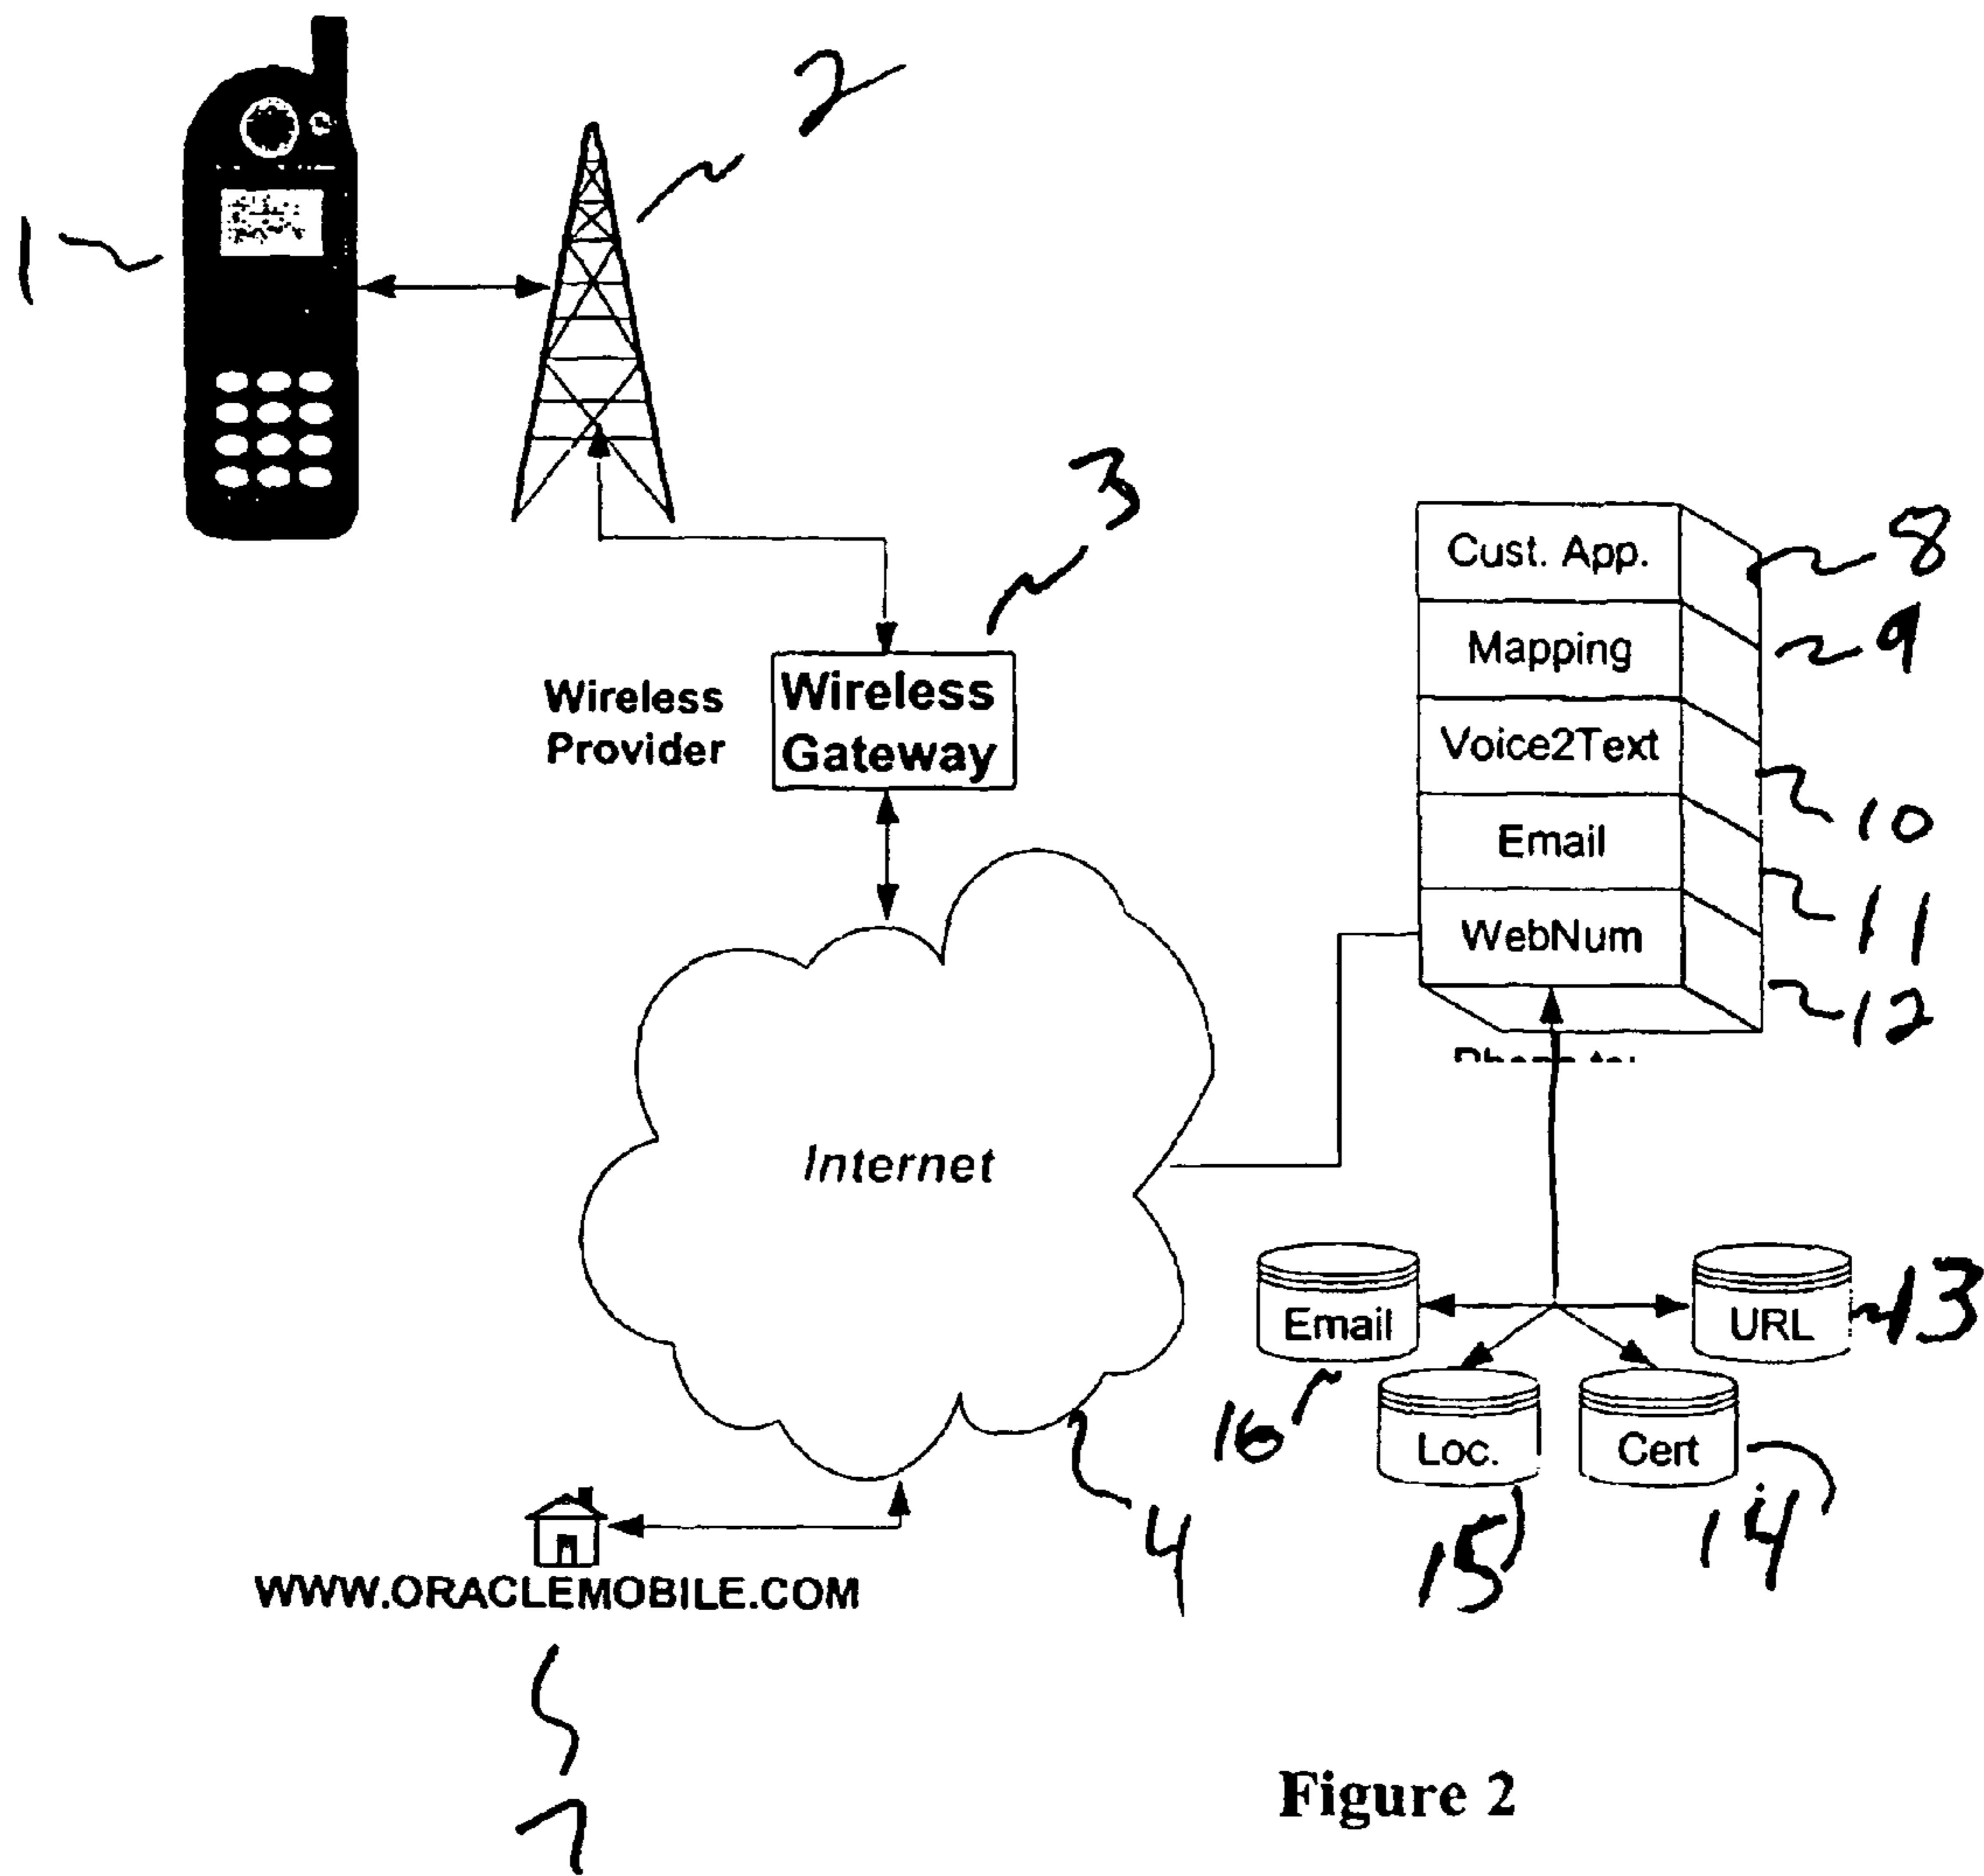 1
2
3
Wireless
Provider
Wireless
Gateway
Cust. App.
8
Mapping
9
Voice2Text
10
Email
11
WebNum
12
Internet
4
Email
16
URL
13
Loc.
15
Cert
14
WWW.ORACLEMOBILE.COM
7
Figure 2